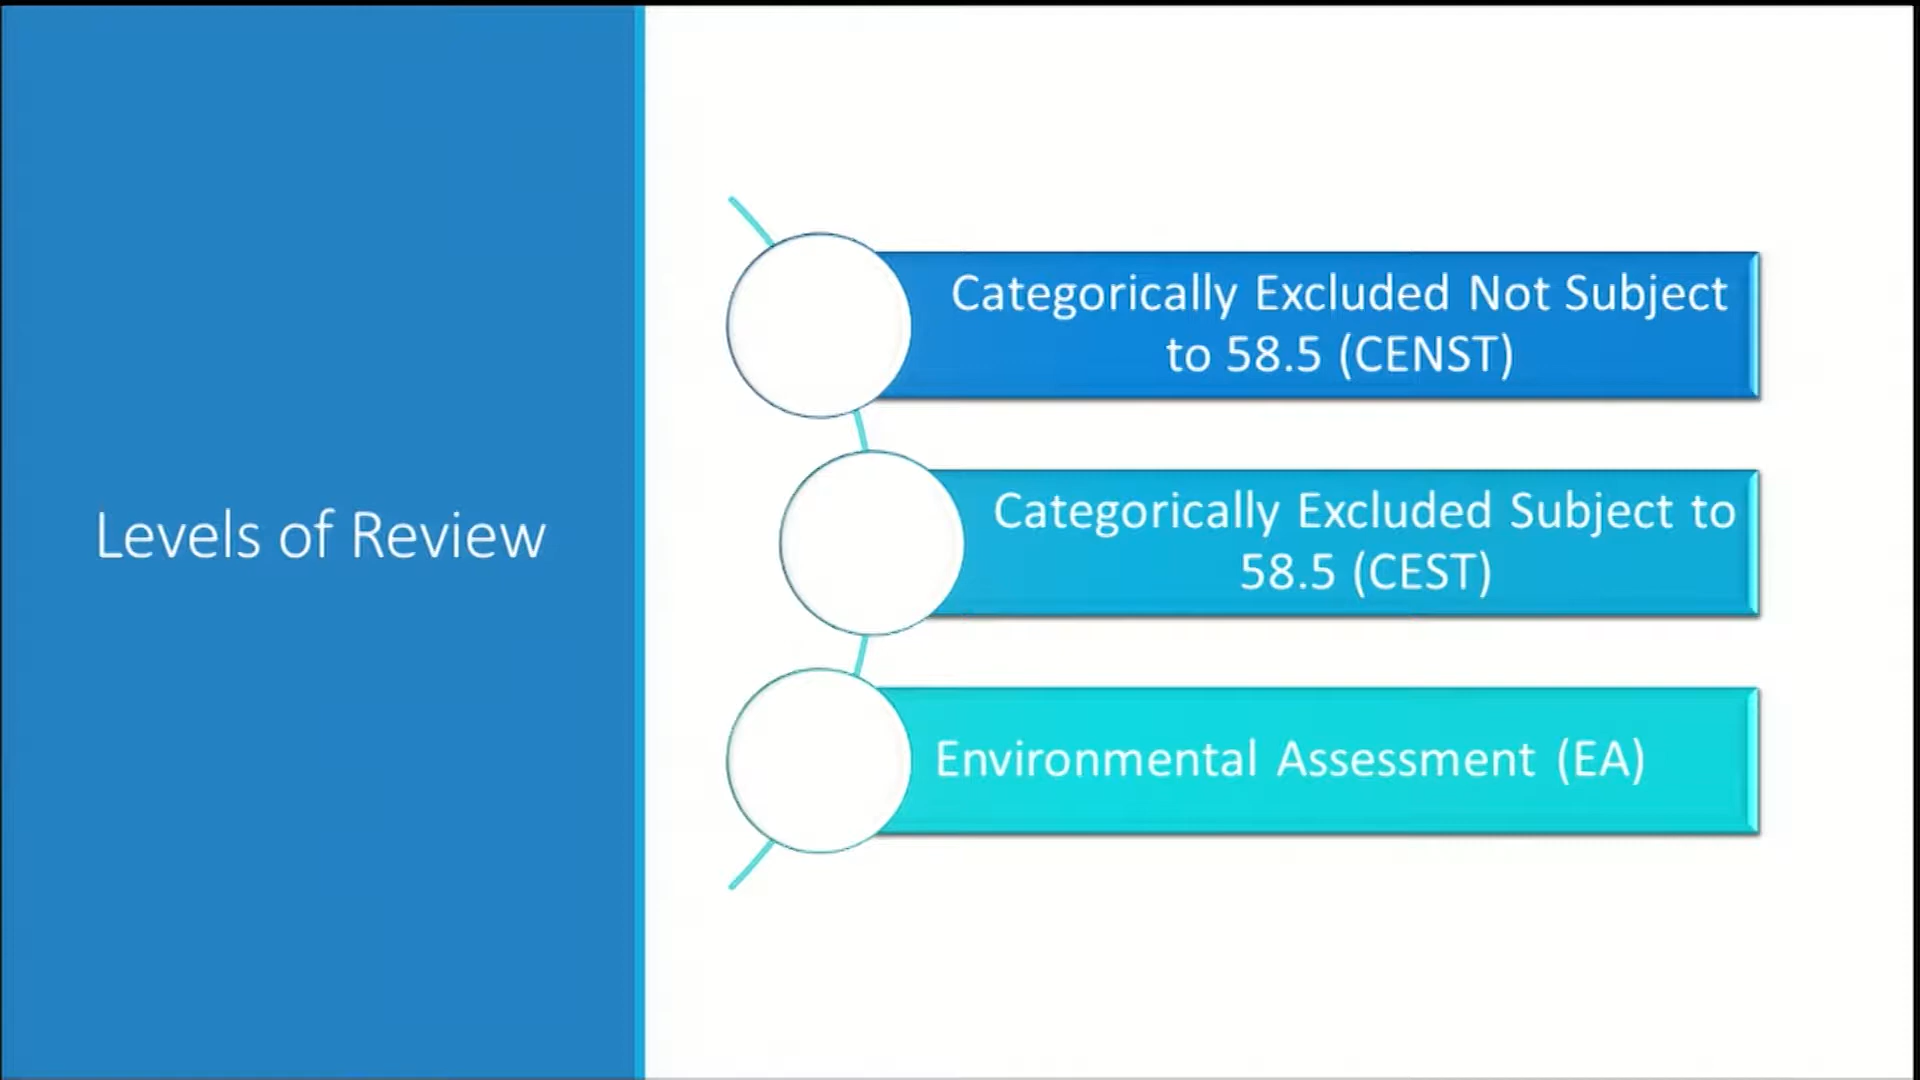 Levels of Review
Categorically Excluded Not Subject
to 58.5 (CENST)
Categorically Excluded Subject to
58.5 (CEST)
Environmental Assessment (EA)